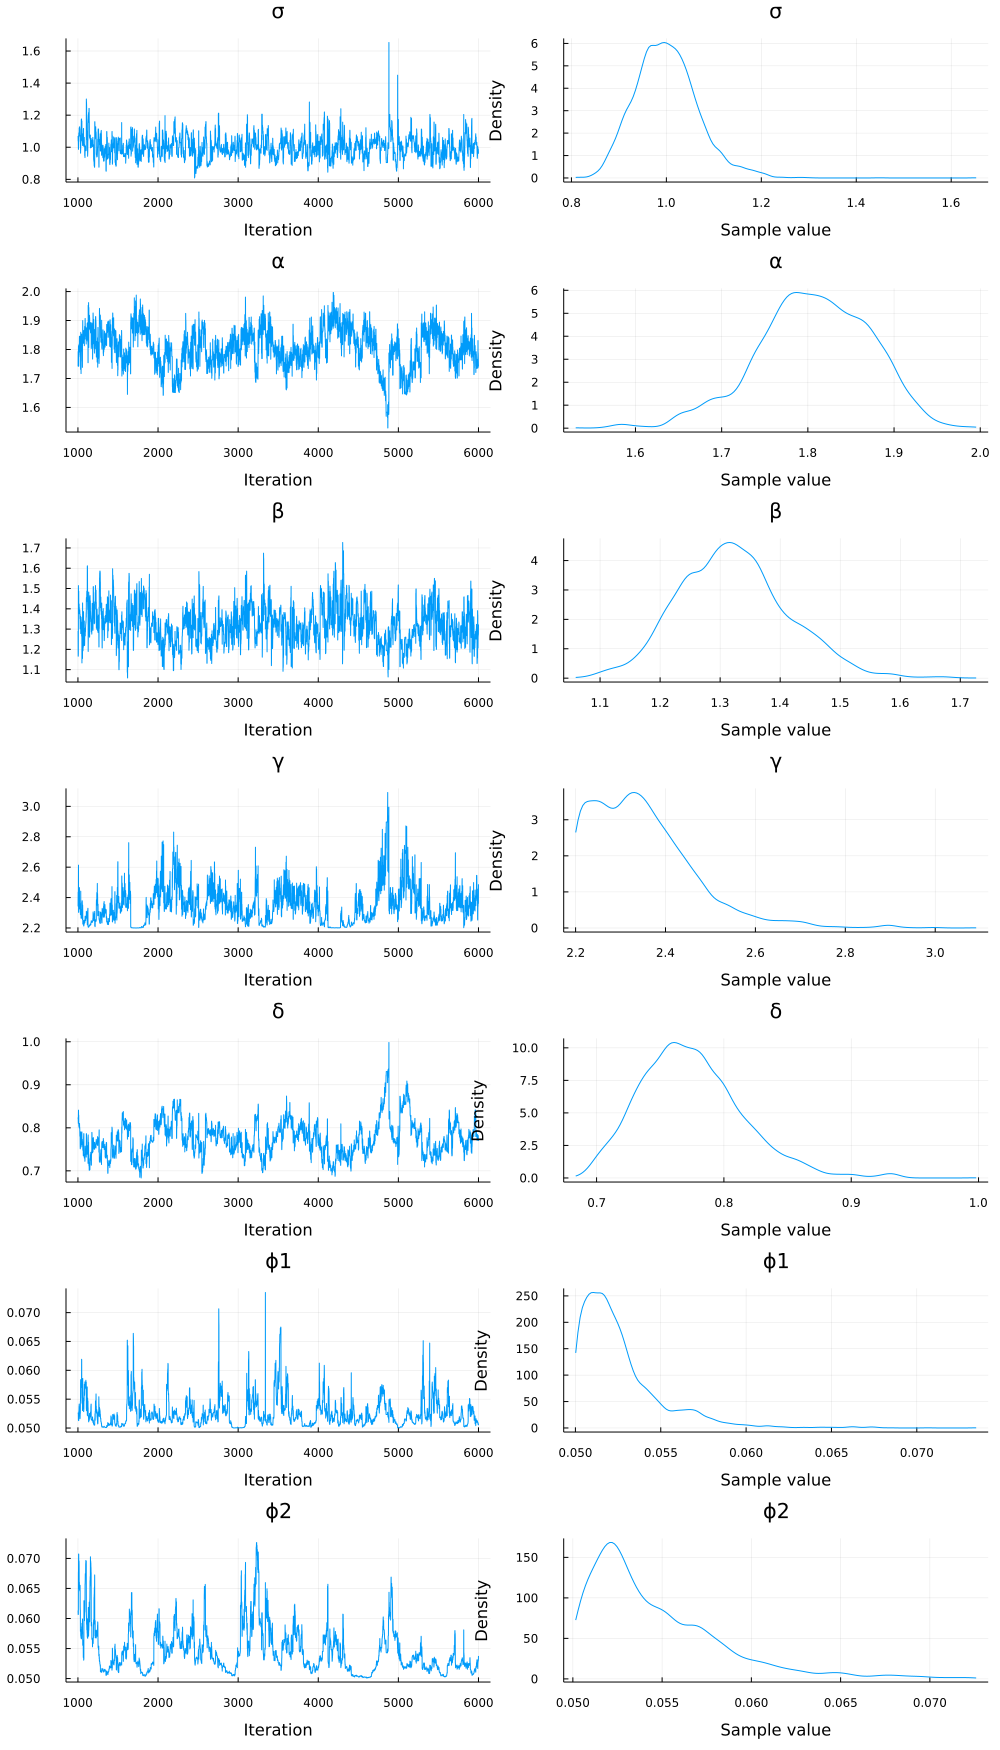 σ
σ
1.6
1.4
1.2
1.0
0.8
Density
6
5
4
3
2
1
0
1000 2000 3000 4000 5000 6000
0.8 1.0 1.2 1.4 1.6
Iteration
Sample value
α
α
2.0
1.9
1.8
1.7
1.6
Density
6
5
4
3
2
1
0
1000 2000 3000 4000 5000 6000
1.6 1.7 1.8 1.9 2.0
Iteration
Sample value
β
β
1.7
1.6
1.5
1.4
1.3
1.2
1.1
Density
4
3
2
1
0
1000 2000 3000 4000 5000 6000
1.1 1.2 1.3 1.4 1.5 1.6 1.7
Iteration
Sample value
γ
γ
3.0
2.8
2.6
2.4
2.2
Density
3
2
1
0
1000 2000 3000 4000 5000 6000
2.2 2.4 2.6 2.8 3.0
Iteration
Sample value
δ
δ
1.0
0.9
0.8
0.7
Density
10.0
7.5
5.0
2.5
0.0
1000 2000 3000 4000 5000 6000
0.7 0.8 0.9 1.0
Iteration
Sample value
ϕ1
ϕ1
0.070
0.065
0.060
0.055
0.050
Density
250
200
150
100
50
0
1000 2000 3000 4000 5000 6000
0.050 0.055 0.060 0.065 0.070
Iteration
Sample value
ϕ2
ϕ2
0.070
0.065
0.060
0.055
0.050
Density
150
100
50
0
1000 2000 3000 4000 5000 6000
0.050 0.055 0.060 0.065 0.070
Iteration
Sample value